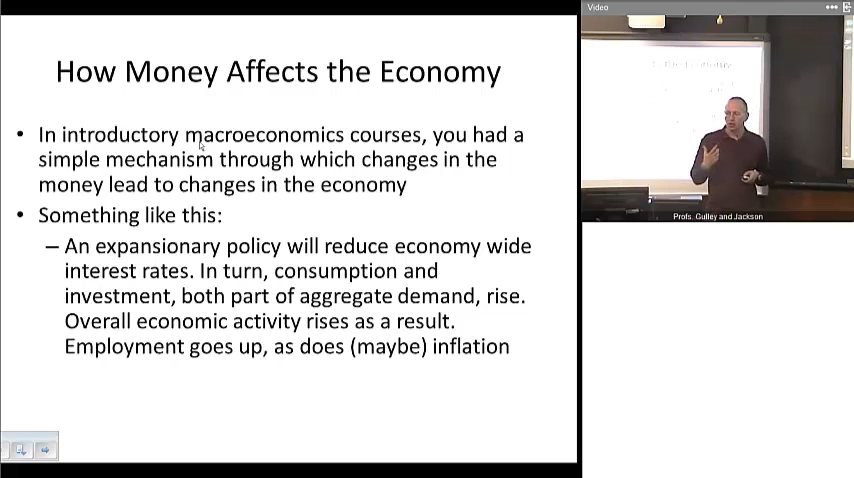 Video
How Money Affects the Economy
• In introductory macroeconomics courses, you had a
simple mechanism through which changes in the
money lead to changes in the economy
• Something like this:
– An expansionary policy will reduce economy wide
interest rates. In turn, consumption and
investment, both part of aggregate demand, rise.
Overall economic activity rises as a result.
Employment goes up, as does (maybe) inflation
Profs. Gulley and Jackson